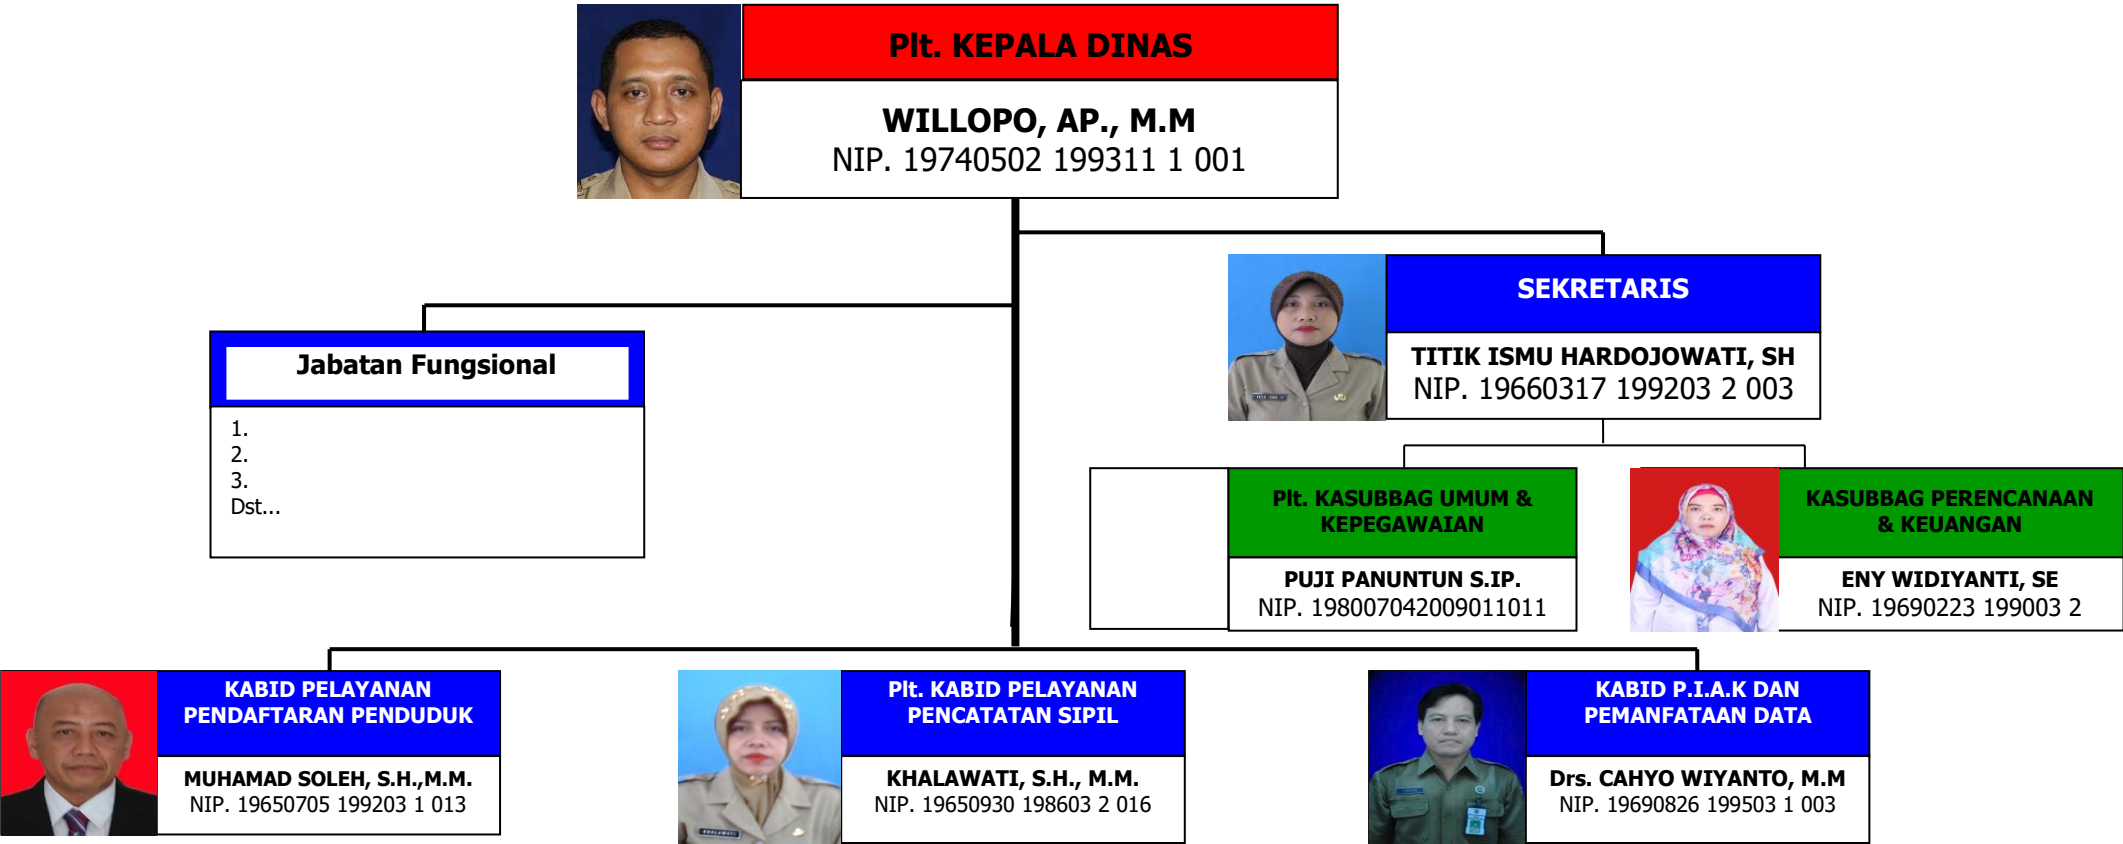 Plt. KEPALA DINAS
WILLOPO, AP., M.M
NIP. 19740502 199311 1 001
SEKRETARIS
TITIK ISMU HARDOJOWATI, SH
NIP. 19660317 199203 2 003
Jabatan Fungsional
1.
2.
3.
Dst...
Plt. KASUBBAG UMUM &
KEPEGAWAIAN
PUJI PANUNTUN S.IP.
NIP. 198007042009011011
KASUBBAG PERENCANAAN
& KEUANGAN
ENY WIDIYANTI, SE
NIP. 19690223 199003 2
KABID PELAYANAN
PENDAFTARAN PENDUDUK
MUHAMAD SOLEH, S.H.,M.M.
NIP. 19650705 199203 1 013
Plt. KABID PELAYANAN
PENCATATAN SIPIL
KHALAWATI, S.H., M.M.
NIP. 19650930 198603 2 016
KHALAWATI
KABID P.I.A.K DAN
PEMANFATAAN DATA
Drs. CAHYO WIYANTO, M.M
NIP. 19690826 199503 1 003